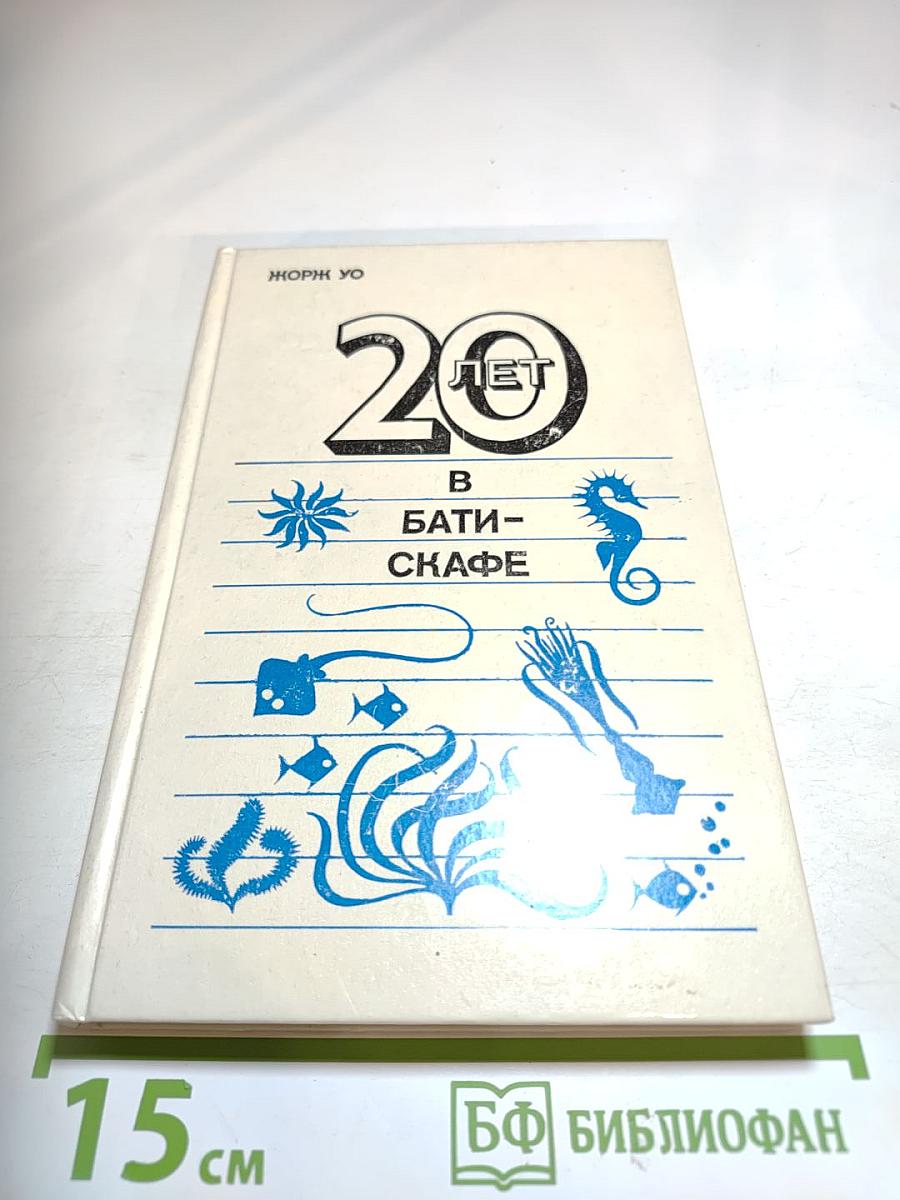 ЖОРЖ УО
20
ЛЕТ
В
БАТИ-
СКАФЕ
15 см
БФ БИБЛИОФАН